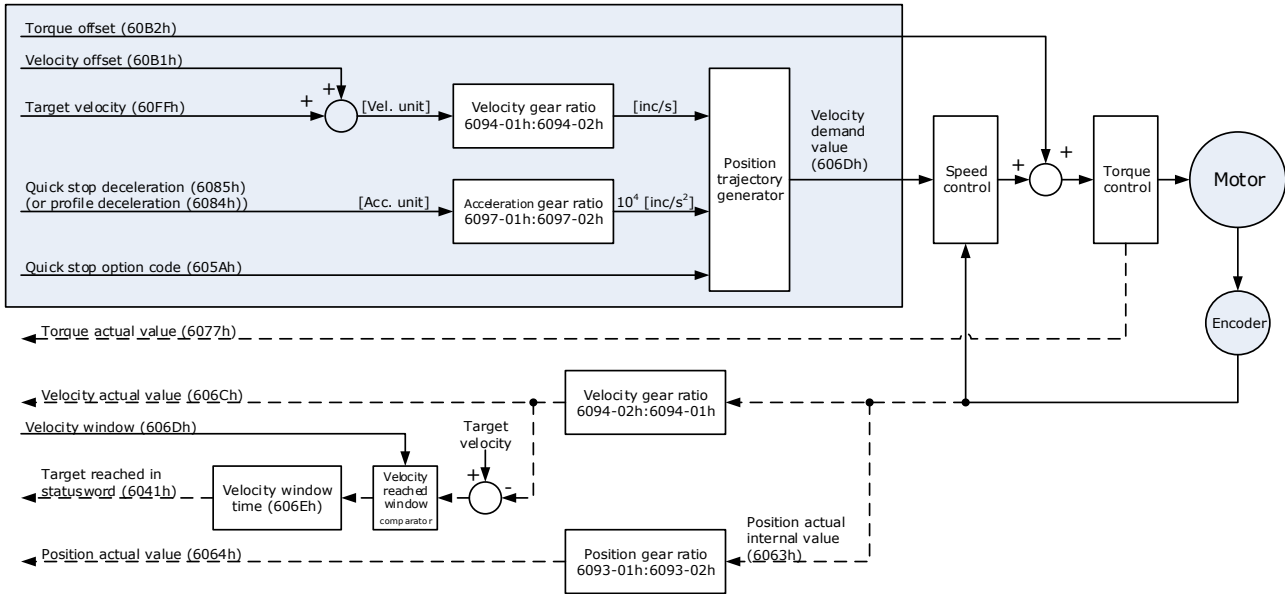 Torque offset (60B2h)
Velocity offset (60B1h)
+
Target velocity (60FFh)
+
[Vel. unit]
Velocity gear ratio
6094-01h:6094-02h
[inc/s]
Position
trajectory
generator
Velocity
demand
value
(606Dh)
Speed
control
+
+
Torque
control
Motor
Quick stop deceleration (6085h)
(or profile deceleration (6084h))
[Acc. unit]
Acceleration gear ratio
6097-01h:6097-02h
10⁴ [inc/s²]
Quick stop option code (605Ah)
Encoder
Torque actual value (6077h)
Velocity actual value (606Ch)
Velocity gear ratio
6094-02h:6094-01h
Velocity window (606Dh)
Target
velocity
+
-
Target reached in
statusword (6041h)
Velocity window
time (606Eh)
Velocity
reached
window
comparator
Position actual
internal value
(6063h)
Position actual value (6064h)
Position gear ratio
6093-01h:6093-02h